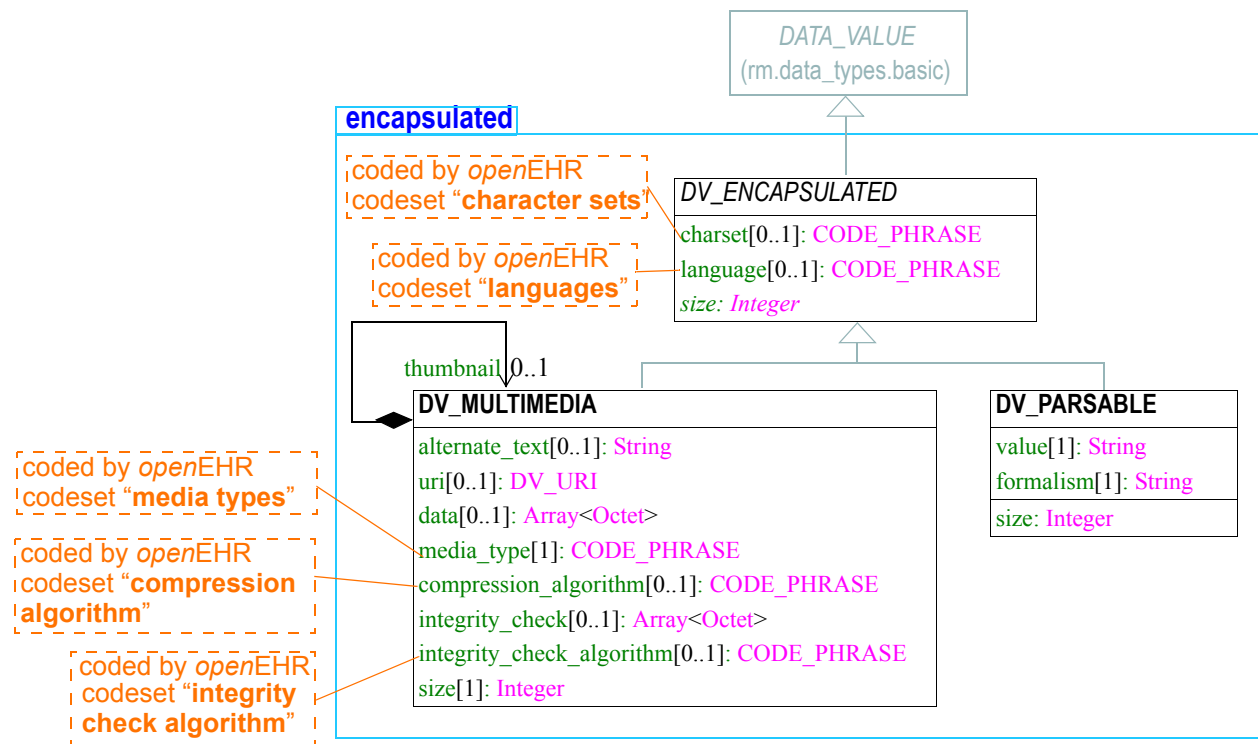 DATA_VALUE
(rm.data_types.basic)
encapsulated
coded by openEHR
codeset “character sets”
DV_ENCAPSULATED
charset[0..1]: CODE_PHRASE
language[0..1]: CODE_PHRASE
size: Integer
coded by openEHR
codeset “languages”
thumbnail 0..1
DV_MULTIMEDIA
alternate_text[0..1]: String
uri[0..1]: DV_URI
data[0..1]: Array<Octet>
media_type[1]: CODE_PHRASE
compression_algorithm[0..1]: CODE_PHRASE
integrity_check[0..1]: Array<Octet>
integrity_check_algorithm[0..1]: CODE_PHRASE
size[1]: Integer
DV_PARSABLE
value[1]: String
formalism[1]: String
size: Integer
coded by openEHR
codeset “media types”
coded by openEHR
codeset “compression
algorithm”
coded by openEHR
codeset “integrity
check algorithm”